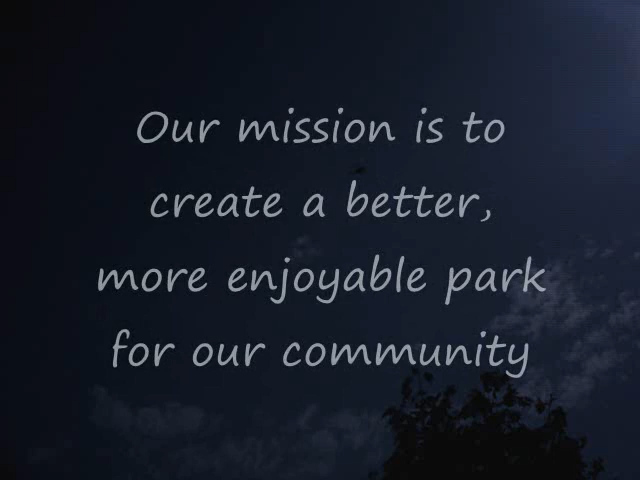 Our mission is to
create a better,
more enjoyable park
for our community